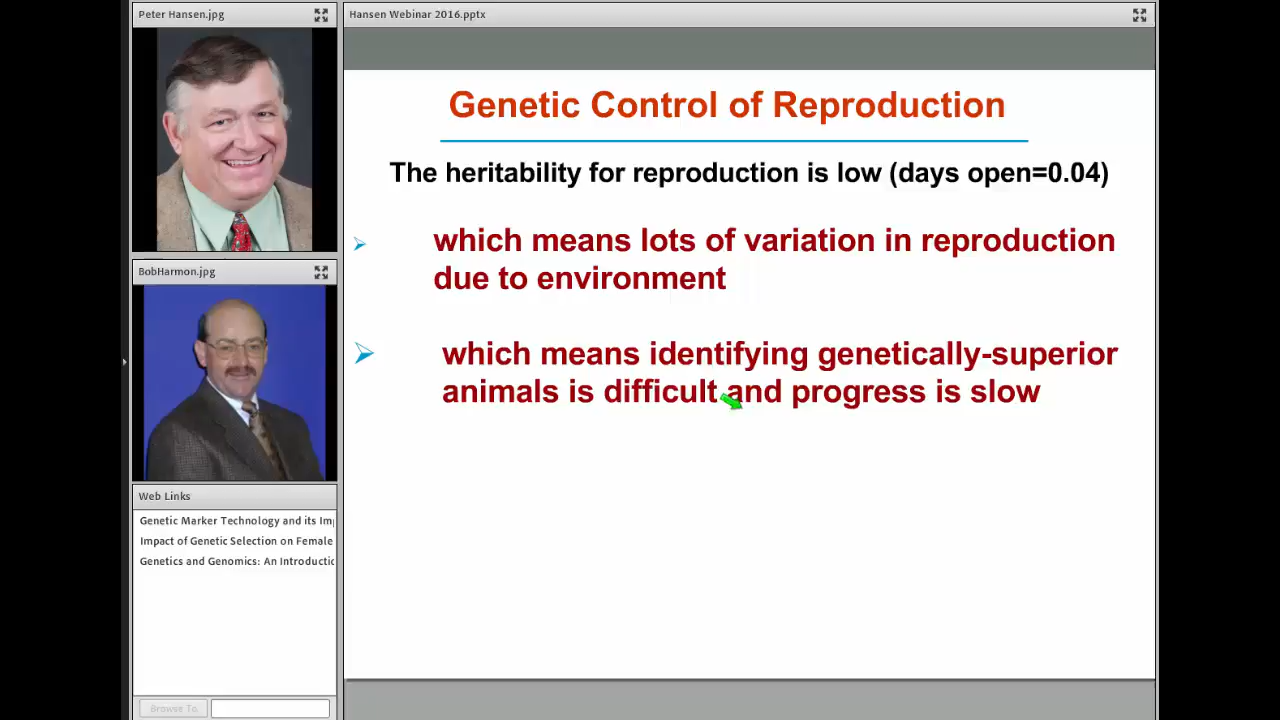 Peter Hansen.jpg
Hansen Webinar 2016.pptx
Genetic Control of Reproduction
The heritability for reproduction is low (days open=0.04)
which means lots of variation in reproduction
due to environment
BobHarmon.jpg
which means identifying genetically-superior
animals is difficult and progress is slow
Web Links
Genetic Marker Technology and its Im
Impact of Genetic Selection on Female
Genetics and Genomics: An Introductio
Browse To